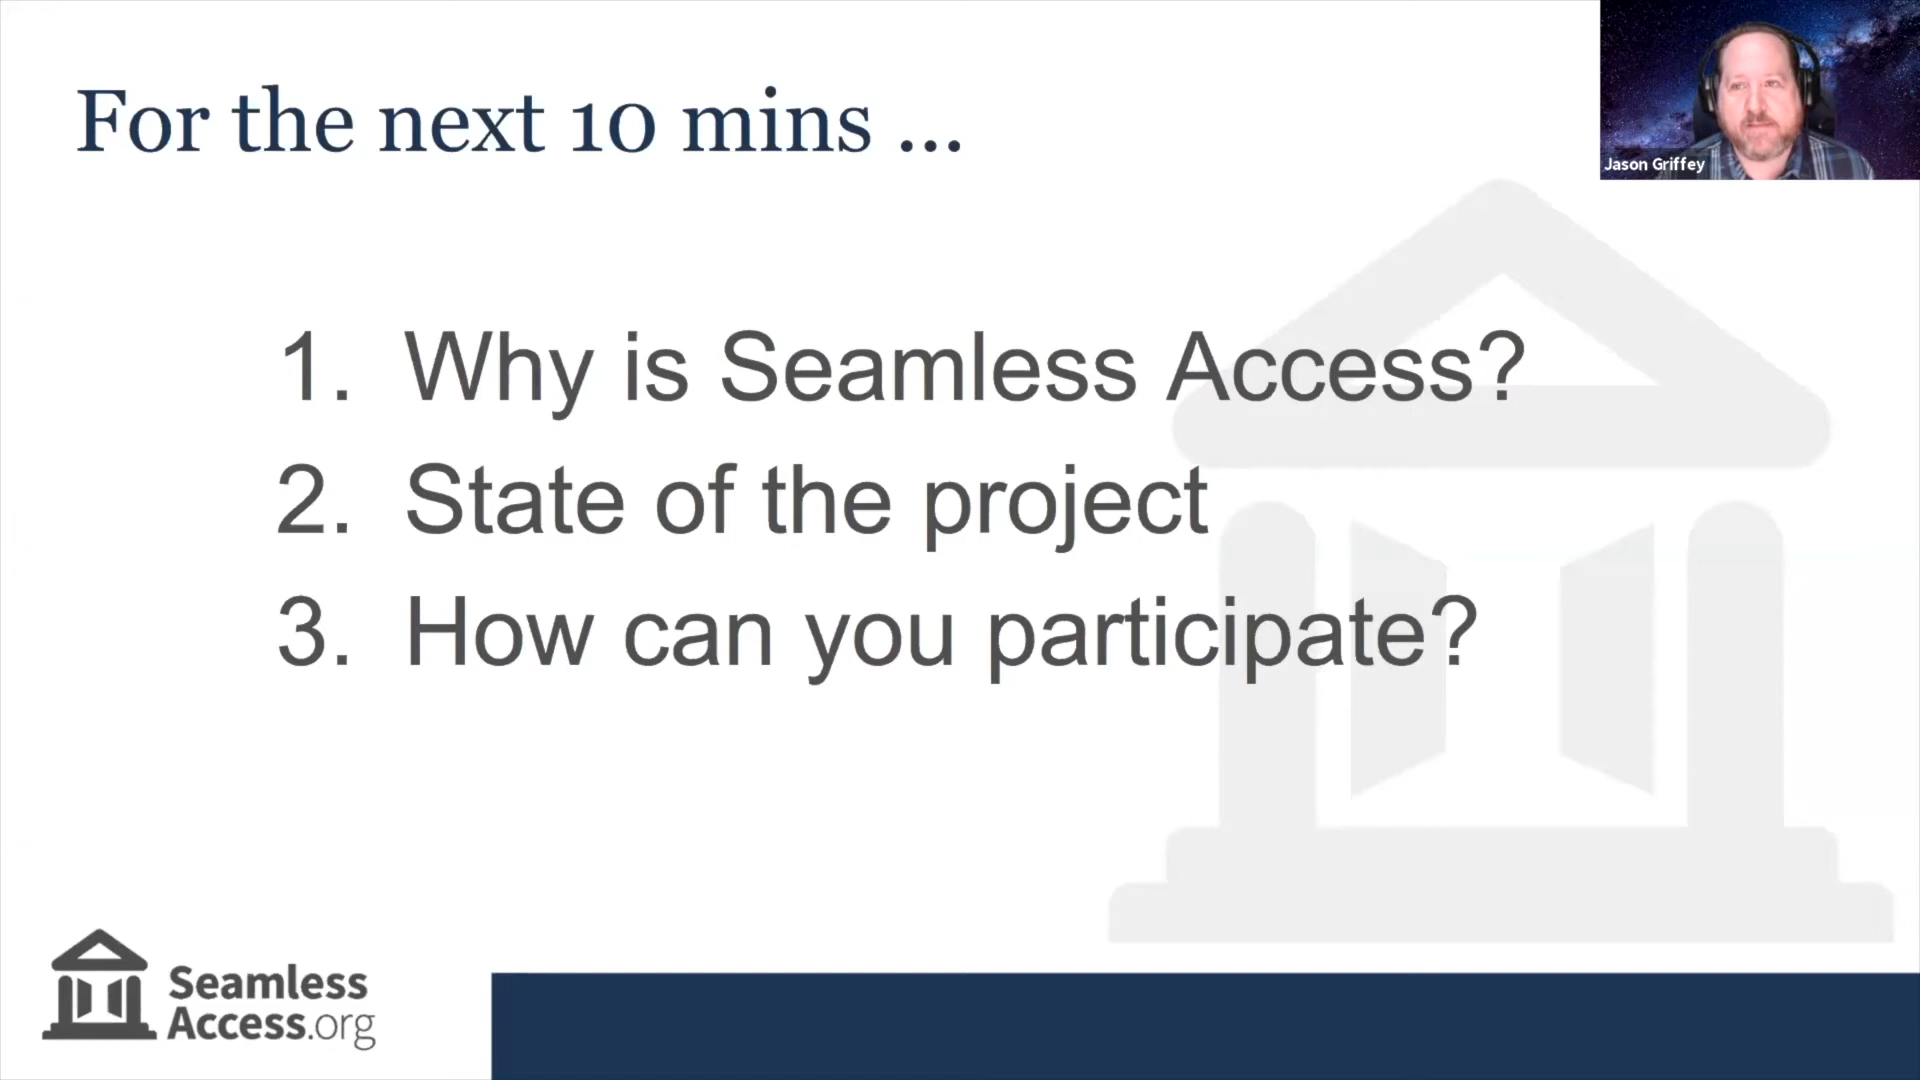 For the next 10 mins ...
Jason Griffey
1. Why is Seamless Access?
2. State of the project
3. How can you participate?
Seamless
Access.org